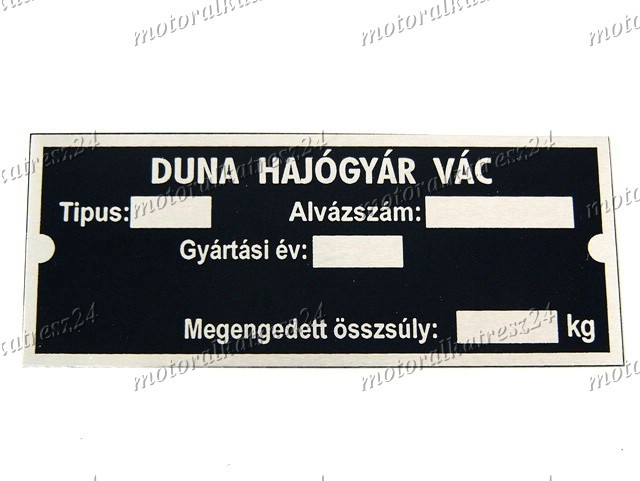 DUNA HAJÓGYÁR VÁC
Tipus: Alvázszám:
Gyártási év:
Megengedett összsúly: kg
motoralkatresz24